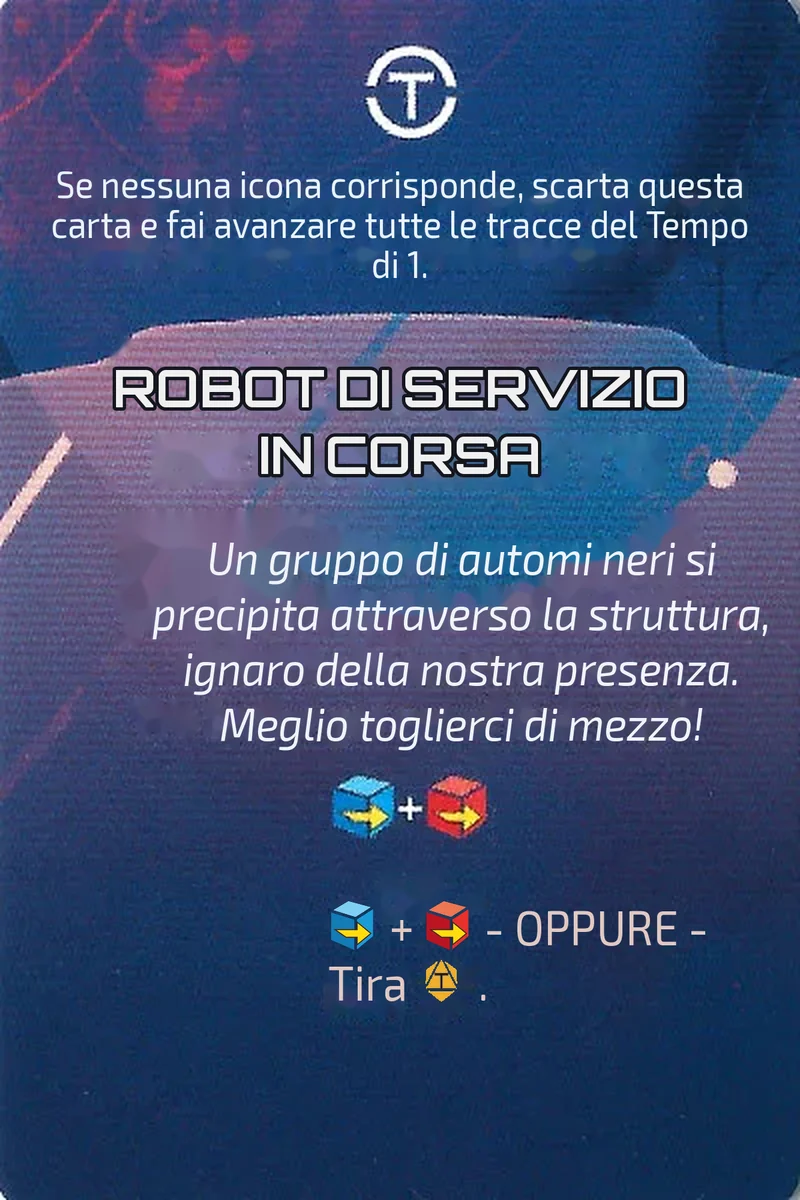 T
Se nessuna icona corrisponde, scarta questa
carta e fai avanzare tutte le tracce del Tempo
di 1.
ROBOT DI SERVIZIO
IN CORSA
Un gruppo di automi neri si
precipita attraverso la struttura,
ignaro della nostra presenza.
Meglio toglierci di mezzo!
+
+ - OPPURE -
Tira T .